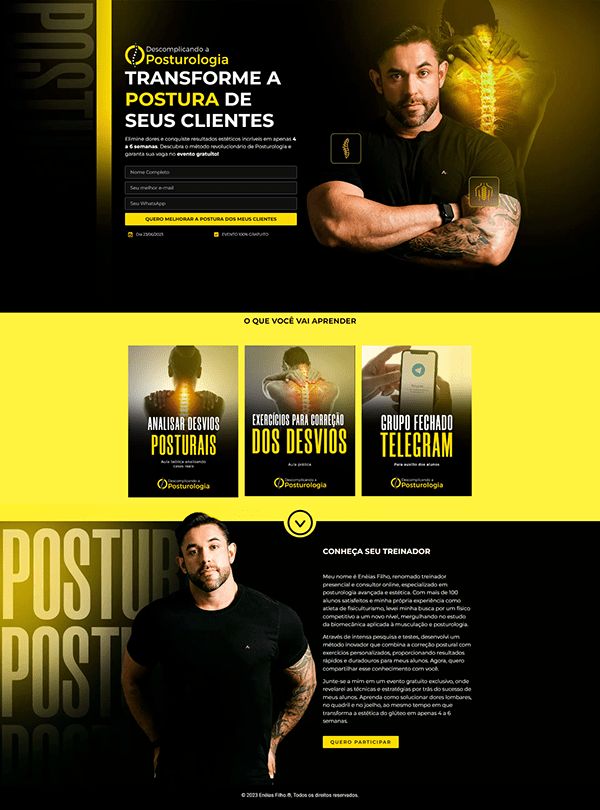 POSTU
Descomplicando a
Posturologia
TRANSFORME A
POSTURA DE
SEUS CLIENTES
Elimine dores e conquiste resultados estéticos incríveis em apenas 4
a 6 semanas. Descubra o método revolucionário de Posturologia e
garanta sua vaga no evento gratuito!
Nome Completo
Seu melhor e-mail
Seu WhatsApp
QUERO MELHORAR A POSTURA DOS MEUS CLIENTES
Dia 23/06/2023
EVENTO 100% GRATUITO
O QUE VOCÊ VAI APRENDER
ANALISAR DESVIOS
POSTURAIS
Aula teórica analisando
casos reais
Descomplicando a
Posturologia
EXERCÍCIOS PARA CORREÇÃO
DOS DESVIOS
Aula prática
Descomplicando a
Posturologia
GRUPO FECHADO
TELEGRAM
Para auxílio dos alunos
Descomplicando a
Posturologia
POSTUR
POSTU
POSTU
CONHEÇA SEU TREINADOR
Meu nome é Enéias Filho, renomado treinador
presencial e consultor online, especializado em
posturologia avançada e estética. Com mais de 100
alunos satisfeitos e minha própria experiência como
atleta de fisiculturismo, levei minha busca por um físico
competitivo a um novo nível, mergulhando no estudo
da biomecânica aplicada à musculação e posturologia.
Através de intensa pesquisa e testes, desenvolvi um
método inovador que combina a correção postural com
exercícios personalizados, proporcionando resultados
rápidos e duradouros para meus alunos. Agora, quero
compartilhar esse conhecimento com você.
Junte-se a mim em um evento gratuito exclusivo, onde
revelarei as técnicas e estratégias por trás do sucesso de
meus alunos. Aprenda como solucionar dores lombares,
no quadril e no joelho, ao mesmo tempo em que
transforma a estética do glúteo em apenas 4 a 6
semanas.
QUERO PARTICIPAR
© 2023 Enéias Filho ®, Todos os direitos reservados.